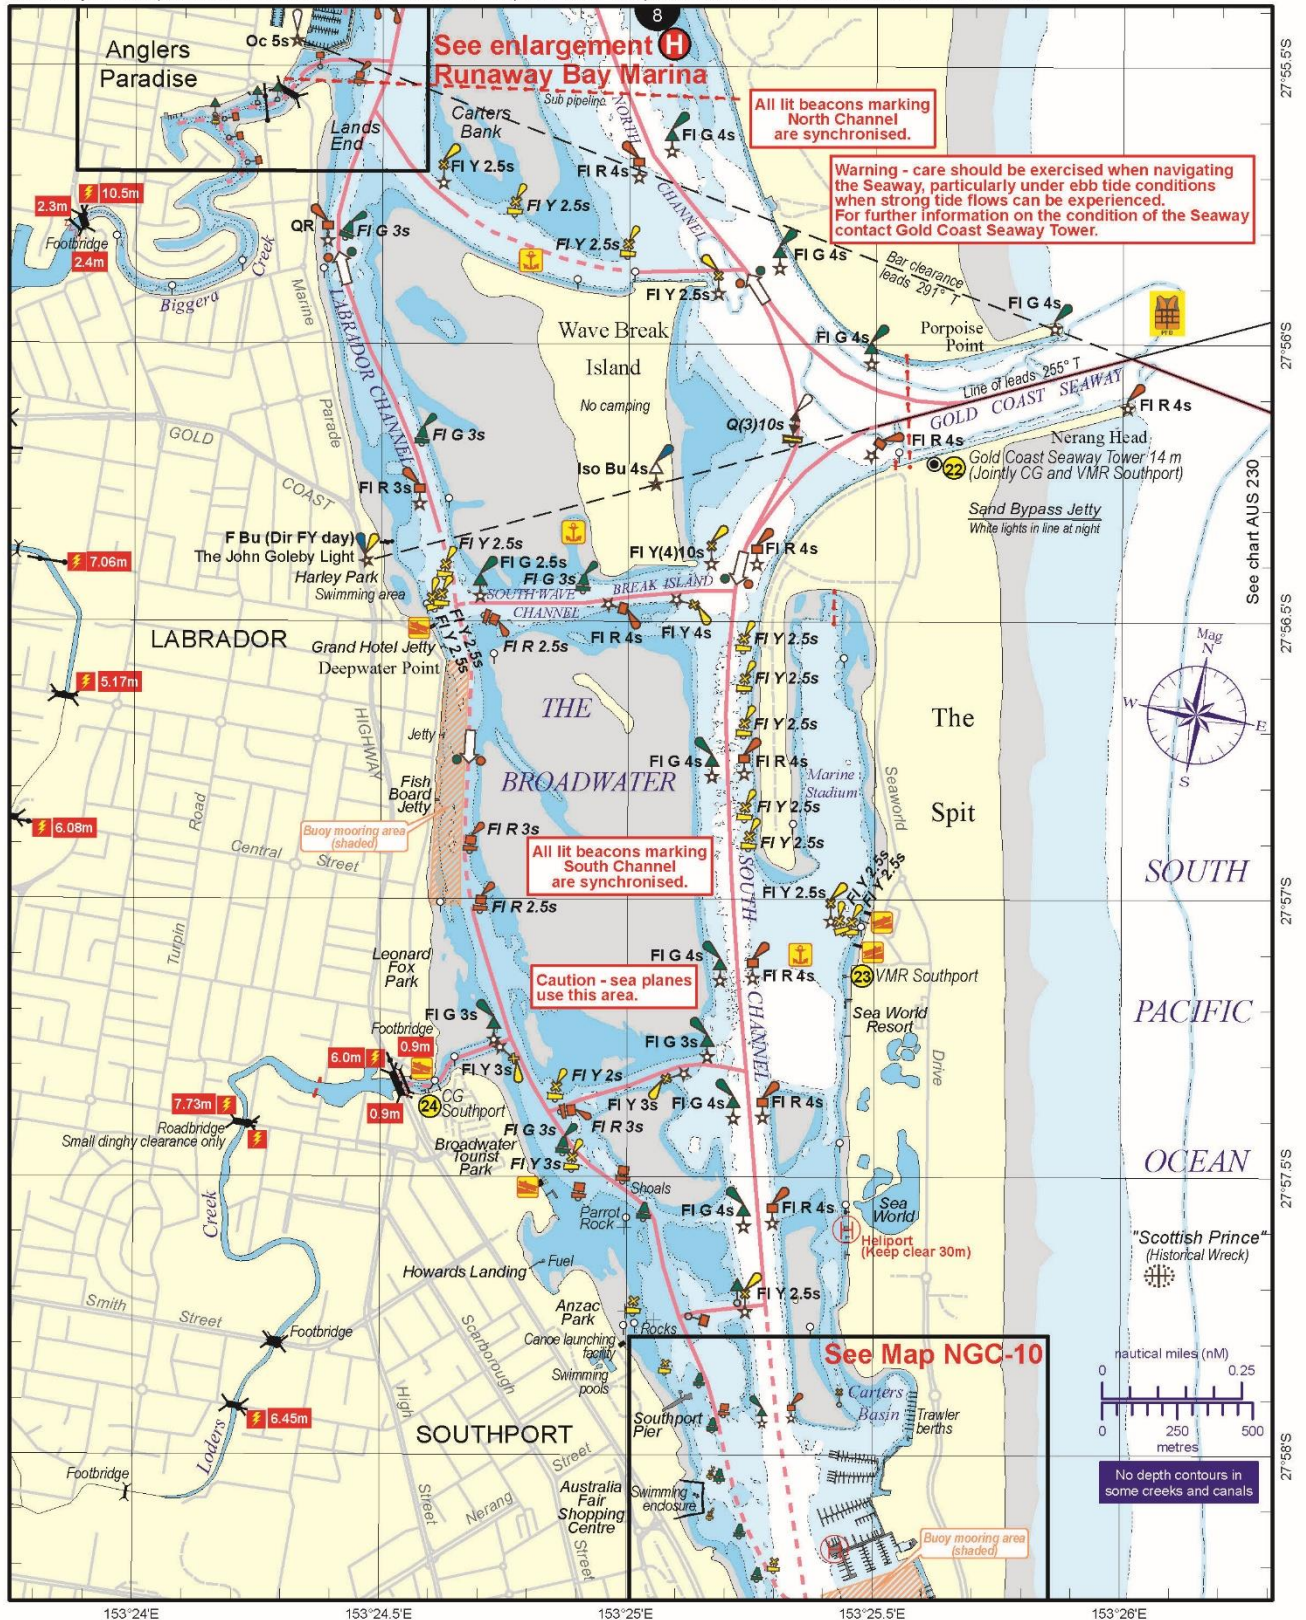 8
Oc 5s
Anglers
Paradise
See enlargement H
Runaway Bay Marina
Sub pipeline
NORTH
CHANNEL
Carters
Bank
Lands
End
All lit beacons marking
North Channel
are synchronised.
Fl G 4s
Fl R 4s
Fl Y 2.5s
Fl Y 2.5s
Fl Y 2.5s
Fl Y 2.5s
Warning - care should be exercised when navigating
the Seaway, particularly under ebb tide conditions
when strong tide flows can be experienced.
For further information on the condition of the Seaway
contact Gold Coast Seaway Tower.
27°55.5'S
10.5m
2.3m
Footbridge
2.4m
Biggera
Creek
QR
Fl G 3s
Fl G 4s
Bar clearance
leads 291° T
Fl G 4s
Fl G 4s
Porpoise
Point
PFD
Marine
Parade
LABRADOR CHANNEL
Wave Break
Island
No camping
27°56'S
Line of leads 255° T
GOLD COAST SEAWAY
Fl R 4s
Q(3)10s
Fl R 4s
Nerang Head
Gold Coast Seaway Tower 14 m
(Jointly CG and VMR Southport)
22
Sand Bypass Jetty
White lights in line at night
See chart AUS 230
GOLD
COAST
HIGHWAY
Fl G 3s
Fl R 3s
Iso Bu 4s
F Bu (Dir FY day)
The John Goleby Light
Harley Park
Swimming area
Fl Y 2.5s
Fl G 2.5s
Fl G 3s
SOUTH WAVE
BREAK ISLAND
CHANNEL
Fl Y(4)10s
Fl R 4s
Fl Y 2.5s
Fl Y 2.5s
Fl R 2.5s
Fl R 4s
Fl Y 4s
27°56.5'S
7.06m
LABRADOR
5.17m
Grand Hotel Jetty
Deepwater Point
Fl Y 2.5s
Fl Y 2.5s
Fl Y 2.5s
Mag
N
W
E
S
THE
BROADWATER
The
Spit
Jetty
Fish
Board
Jetty
Fl G 4s
Fl R 4s
Marine
Stadium
Seaworld
Drive
6.08m
Road
Turpin
Central
Street
Buoy mooring area
(shaded)
Fl R 3s
Fl Y 2.5s
Fl Y 2.5s
All lit beacons marking
South Channel
are synchronised.
SOUTH
CHANNEL
Fl Y 2.5s
Fl Y 2.5s
Fl Y 2.5s
SOUTH
PACIFIC
OCEAN
27°57'S
Fl R 2.5s
Leonard
Fox
Park
Fl G 4s
Fl R 4s
23
VMR Southport
Caution - sea planes
use this area.
Sea World
Resort
Fl G 3s
Footbridge
0.9m
6.0m
0.9m
Fl Y 3s
Fl G 3s
Fl Y 2s
Fl Y 3s
Fl G 4s
Fl R 4s
7.73m
Roadbridge
Small dinghy clearance only
24
CG
Southport
Fl G 3s
Fl R 3s
Broadwater
Tourist
Park
Fl Y 3s
27°57.5'S
Shoals
Parrot
Rock
Fl G 4s
Fl R 4s
Sea
World
Heliport
(Keep clear 30m)
"Scottish Prince"
(Historical Wreck)
Loders
Creek
Howards Landing
Fuel
Smith
Street
Footbridge
Anzac
Park
Fl Y 2.5s
Rocks
Canoe launching
facility
Swimming
pools
See Map NGC-10
nautical miles (nM)
0
0.25
0
250
500
metres
Scarborough
Street
High
Street
6.45m
SOUTHPORT
Southport
Pier
Carters
Basin
Trawler
berths
27°58'S
Footbridge
Nerang
Street
Australia
Fair
Shopping
Centre
Swimming
enclosure
No depth contours in
some creeks and canals
Buoy mooring area
(shaded)
153°24'E
153°24.5'E
153°25'E
153°25.5'E
153°26'E